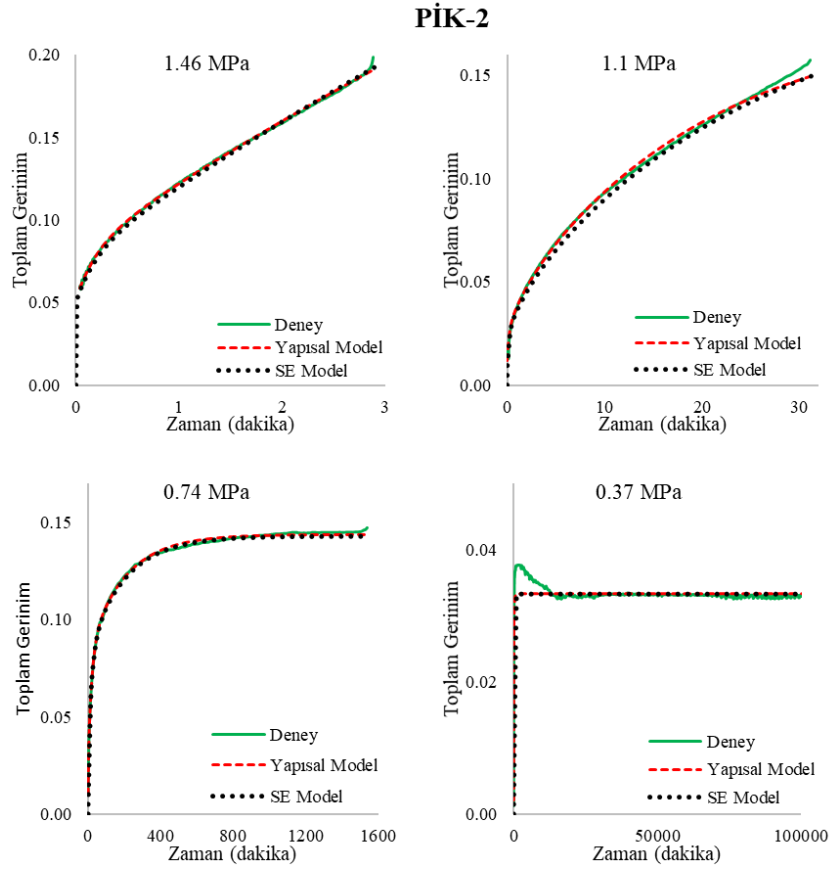 PİK-2
1.46 MPa
Toplam Gerinim
0.20
0.15
0.10
0.05
0.00
Deney
Yapısal Model
SE Model
0 1 2 3
Zaman (dakika)
1.1 MPa
Toplam Gerinim
0.15
0.10
0.05
0.00
Deney
Yapısal Model
SE Model
0 10 20 30
Zaman (dakika)
0.74 MPa
Toplam Gerinim
0.15
0.10
0.05
0.00
Deney
Yapısal Model
SE Model
0 400 800 1200 1600
Zaman (dakika)
0.37 MPa
Toplam Gerinim
0.04
0.02
0.00
Deney
Yapısal Model
SE Model
0 50000 100000
Zaman (dakika)